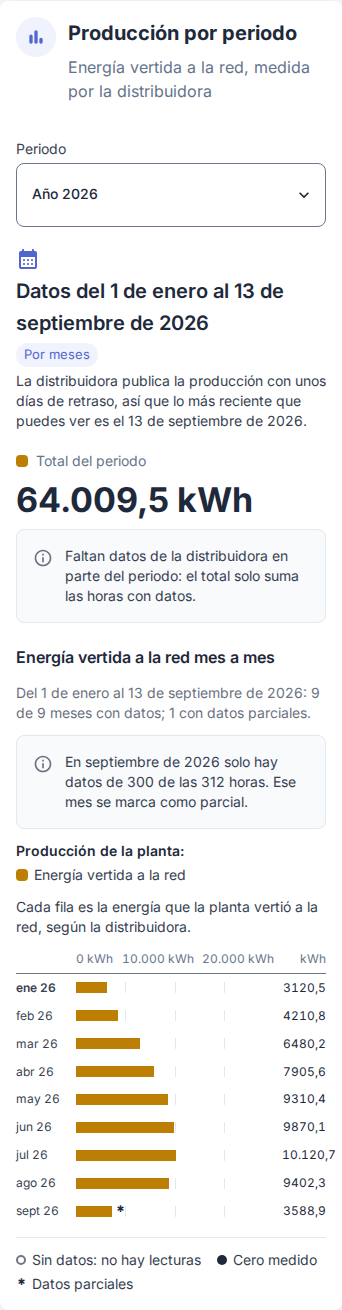 Producción por periodo
Energía vertida a la red, medida
por la distribuidora
Periodo
Año 2026
Datos del 1 de enero al 13 de
septiembre de 2026
Por meses
La distribuidora publica la producción con unos
días de retraso, así que lo más reciente que
puedes ver es el 13 de septiembre de 2026.
Total del periodo
64.009,5 kWh
Faltan datos de la distribuidora en
parte del periodo: el total solo suma
las horas con datos.
Energía vertida a la red mes a mes
Del 1 de enero al 13 de septiembre de 2026: 9
de 9 meses con datos; 1 con datos parciales.
En septiembre de 2026 solo hay
datos de 300 de las 312 horas. Ese
mes se marca como parcial.
Producción de la planta:
Energía vertida a la red
Cada fila es la energía que la planta vertió a la
red, según la distribuidora.
0 kWh 10.000 kWh 20.000 kWh kWh
ene 26 3120,5
feb 26 4210,8
mar 26 6480,2
abr 26 7905,6
may 26 9310,4
jun 26 9870,1
jul 26 10.120,7
ago 26 9402,3
sept 26 * 3588,9
Sin datos: no hay lecturas Cero medido
* Datos parciales